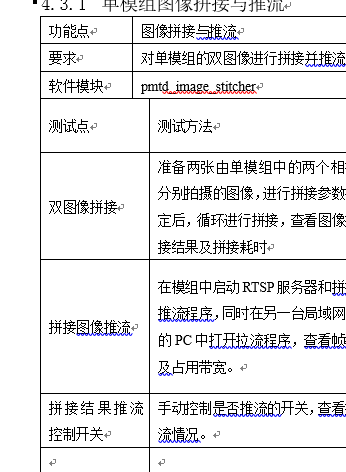 4.3.1 单模组图像拼接与推流
功能点 图像拼接与推流
要求 对单模组的双图像进行拼接并推流
软件模块 pmtd_image_stitcher
测试点 测试方法
双图像拼接 准备两张由单模组中的两个相
分别拍摄的图像，进行拼接参数
定后，循环进行拼接，查看图像
接结果及拼接耗时
拼接图像推流 在模组中启动 RTSP 服务器和拼
推流程序，同时在另一台局域网
的 PC 中打开拉流程序，查看帧
及占用带宽。
拼接结果推流
控制开关
手动控制是否推流的开关，查看
流情况。